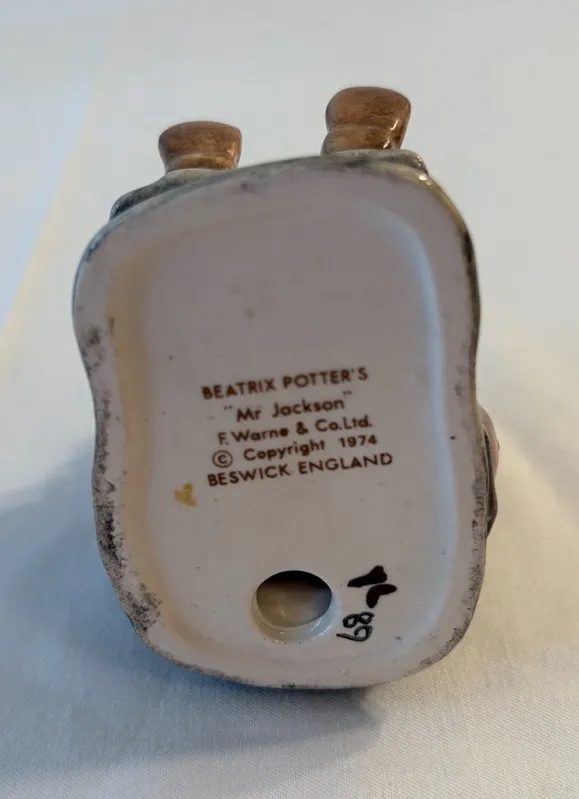 BEATRIX POTTER'S
"Mr Jackson"
F. Warne & Co. Ltd.
© Copyright 1974
BESWICK ENGLAND